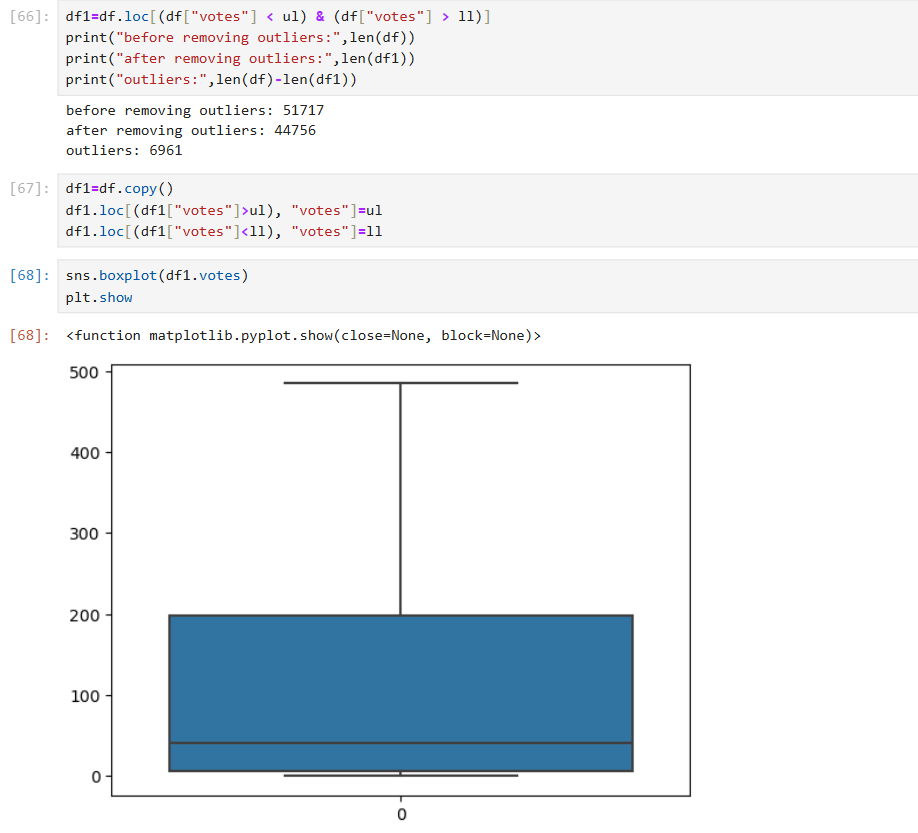 [66]: df1=df.loc[(df["votes"] < ul) & (df["votes"] > ll)]
print("before removing outliers:",len(df))
print("after removing outliers:",len(df1))
print("outliers:",len(df)-len(df1))
before removing outliers: 51717
after removing outliers: 44756
outliers: 6961
[67]: df1=df.copy()
df1.loc[(df1["votes"]>ul), "votes"]=ul
df1.loc[(df1["votes"]<ll), "votes"]=ll
[68]: sns.boxplot(df1.votes)
plt.show
[68]: <function matplotlib.pyplot.show(close=None, block=None)>
500
400
300
200
100
0
0